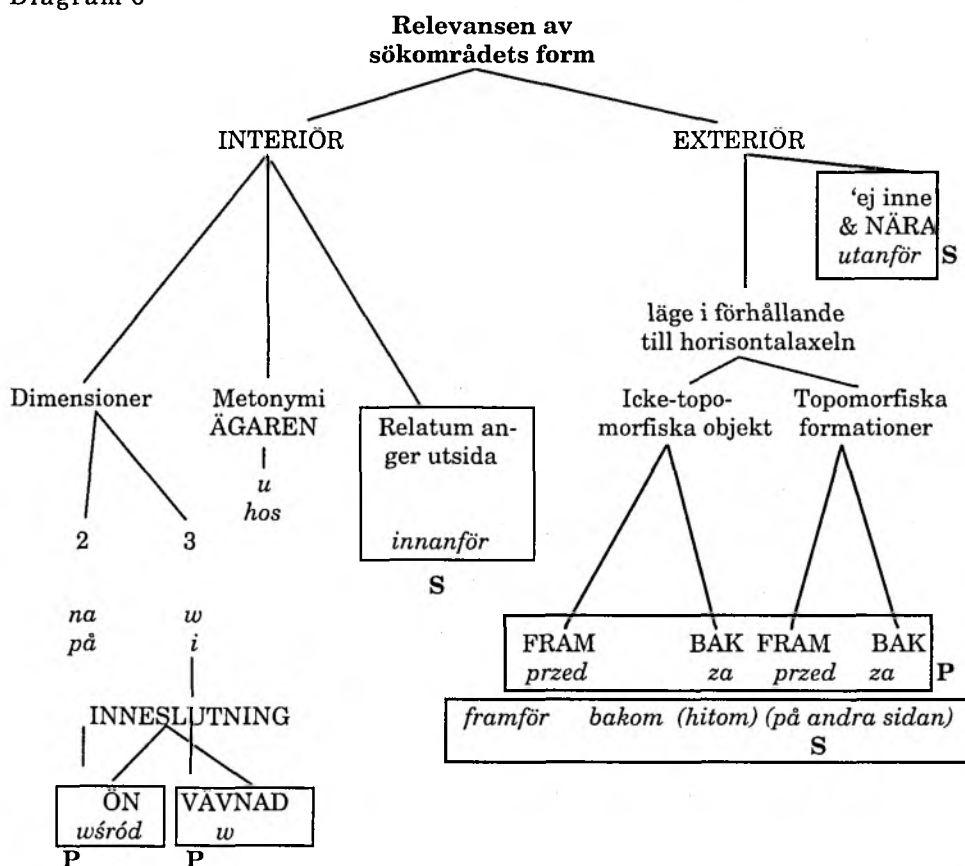 Diagram 6
Relevansen av
sökområdets form
INTERIÖR EXTERIÖR
'ej inne
& NÄRA
utanför S
läge i förhållande
till horisontalaxeln
Dimensioner
Metonymi
ÄGAREN
u
hos
Relatum an-
ger utsida
innanför
S
Icke-topo-
morfiska objekt
Topomorfiska
formationer
2 3
na w
på i
FRAM BAK FRAM BAK
przed za przed za P
framför bakom (hitom) (på andra sidan)
S
INNESLUTNING
ÖN VÄVNAD
wśród w
P P